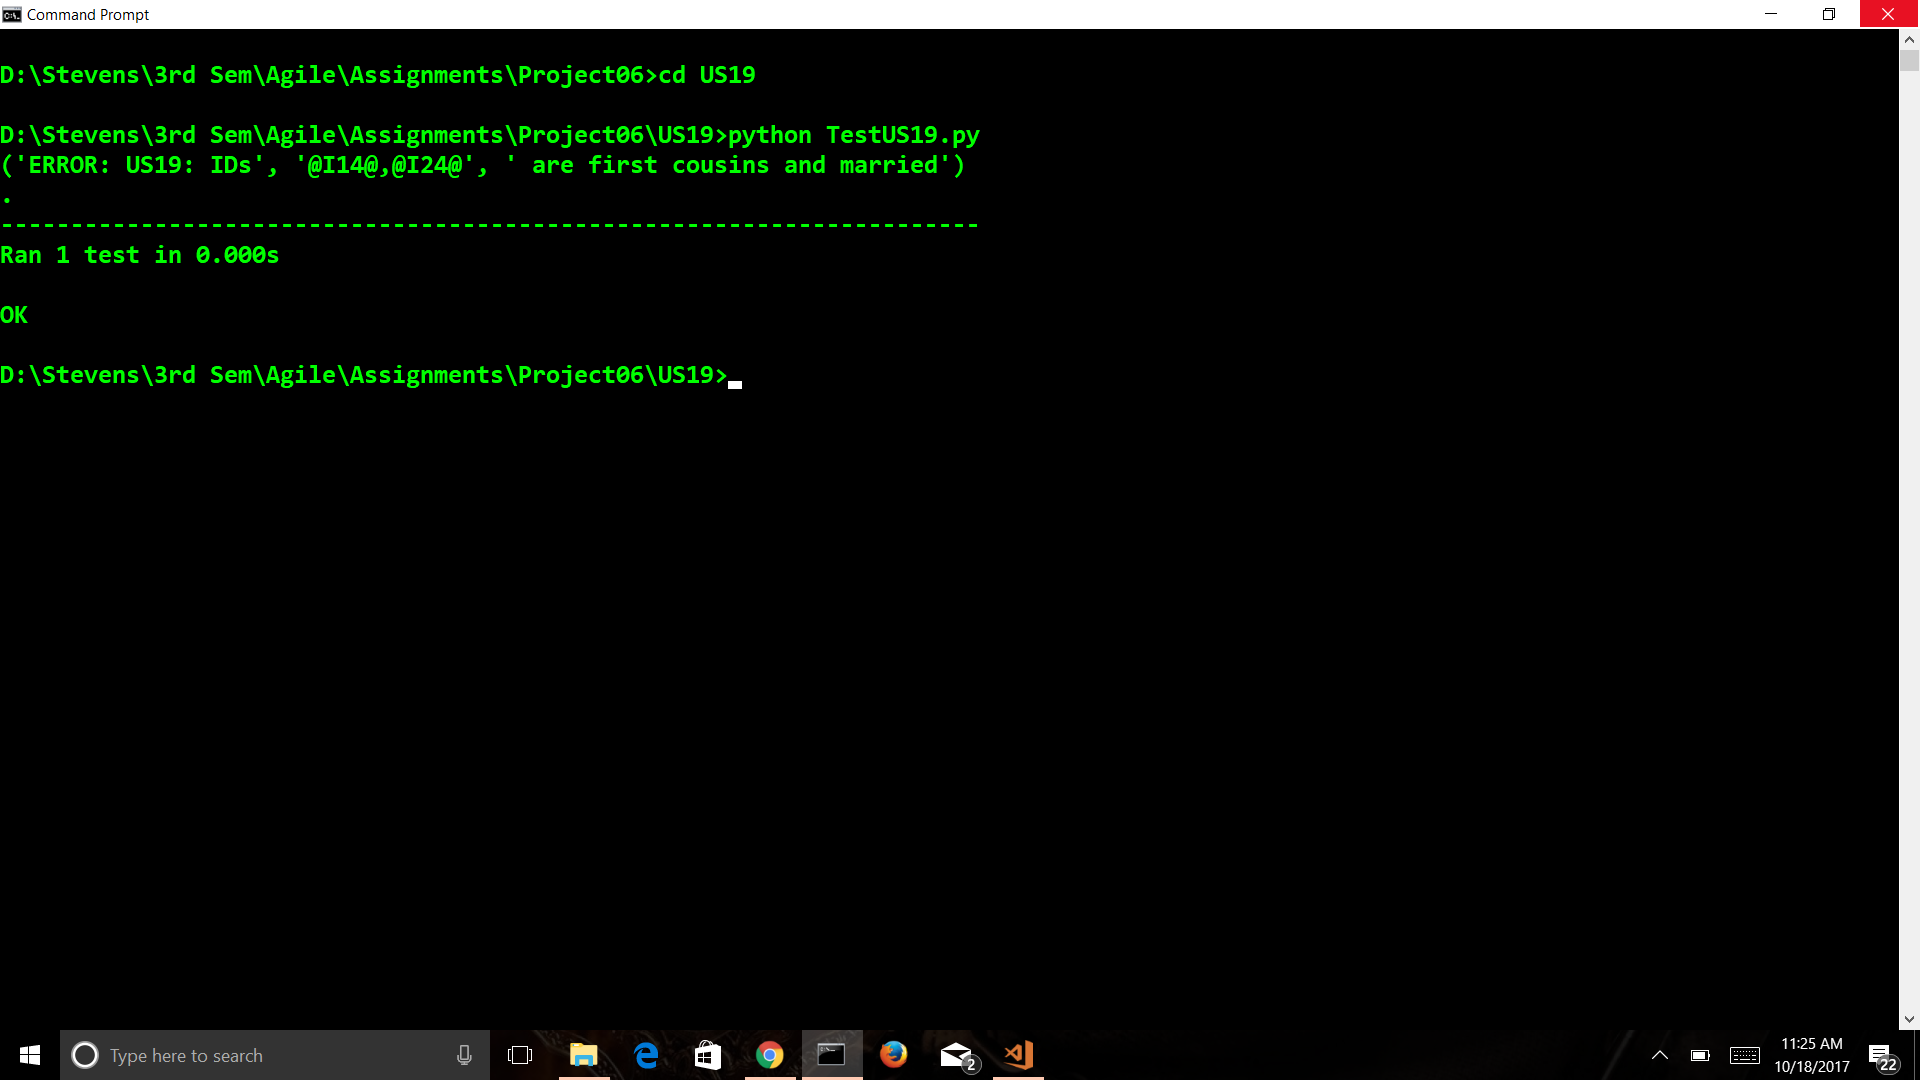 Command Prompt
D:\Stevens\3rd Sem\Agile\Assignments\Project06>cd US19
D:\Stevens\3rd Sem\Agile\Assignments\Project06\US19>python TestUS19.py
('ERROR: US19: IDs', '@I14@,@I24@', ' are first cousins and married')
.
----------------------------------------------------------------------
Ran 1 test in 0.000s
OK
D:\Stevens\3rd Sem\Agile\Assignments\Project06\US19>
Type here to search
2
11:25 AM
10/18/2017
22